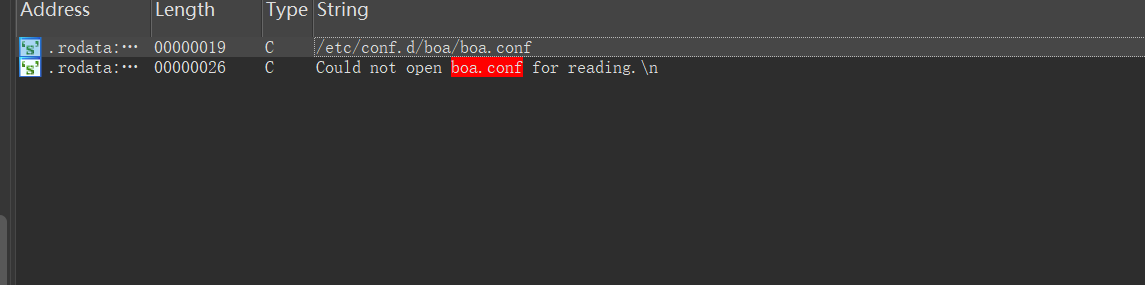 Address Length Type String
's' .rodata:… 00000019 C /etc/conf.d/boa/boa.conf
's' .rodata:… 00000026 C Could not open boa.conf for reading.\n